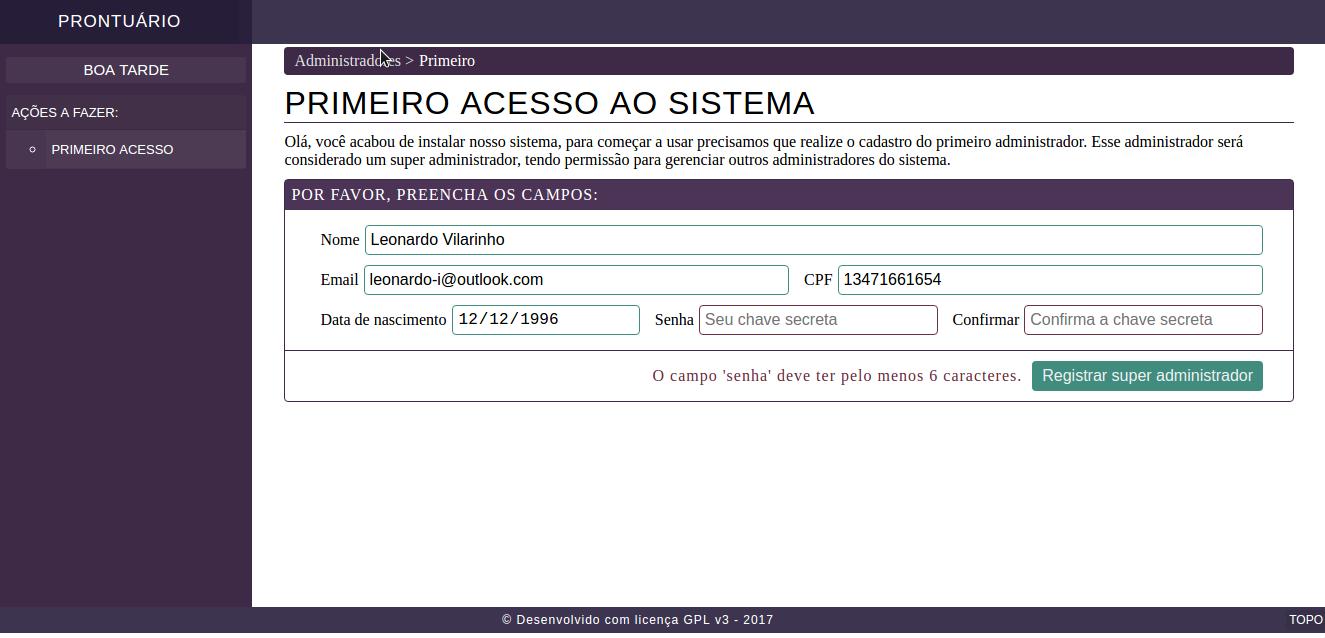 PRONTUÁRIO
BOA TARDE
AÇÕES A FAZER:
PRIMEIRO ACESSO
Administradores > Primeiro
PRIMEIRO ACESSO AO SISTEMA
Olá, você acabou de instalar nosso sistema, para começar a usar precisamos que realize o cadastro do primeiro administrador. Esse administrador será
considerado um super administrador, tendo permissão para gerenciar outros administradores do sistema.
POR FAVOR, PREENCHA OS CAMPOS:
Nome Leonardo Vilarinho
Email leonardo-i@outlook.com CPF 13471661654
Data de nascimento 12/12/1996 Senha Seu chave secreta Confirmar Confirma a chave secreta
O campo 'senha' deve ter pelo menos 6 caracteres. Registrar super administrador
© Desenvolvido com licença GPL v3 - 2017 TOPO